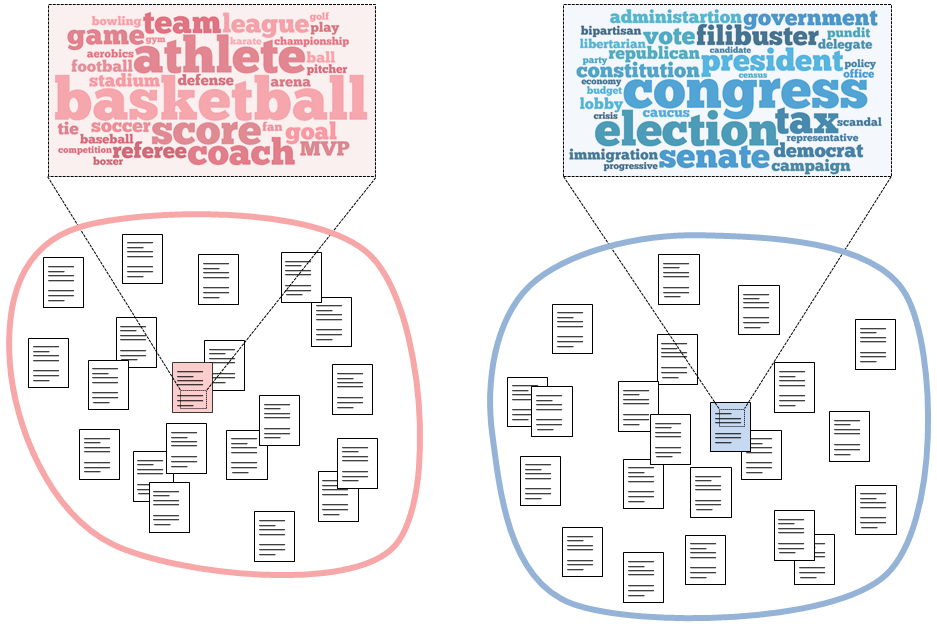 bowling team league golf
game gym play
aerobics athlete karate championship
football ball
stadium defense arena pitcher
basketball
tie soccer score fan goal
baseball
competition referee coach MVP
boxer
administartion government
bipartisan vote filibuster pundit
libertarian candidate delegate
party republican president policy
constitution census office
economy
budget congress
lobby caucus
crisis election tax scandal
representative
immigration senate democrat
progressive campaign